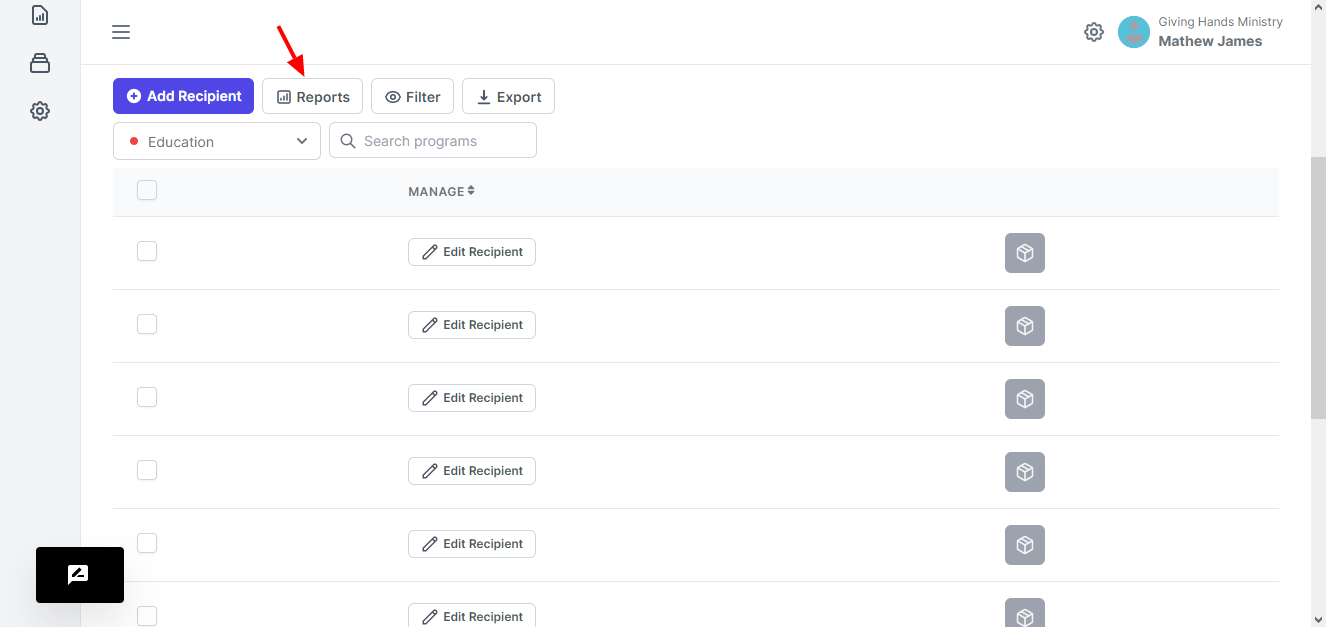 Giving Hands Ministry
Mathew James
Add Recipient Reports Filter Export
Education Search programs
MANAGE
Edit Recipient
Edit Recipient
Edit Recipient
Edit Recipient
Edit Recipient
Edit Recipient